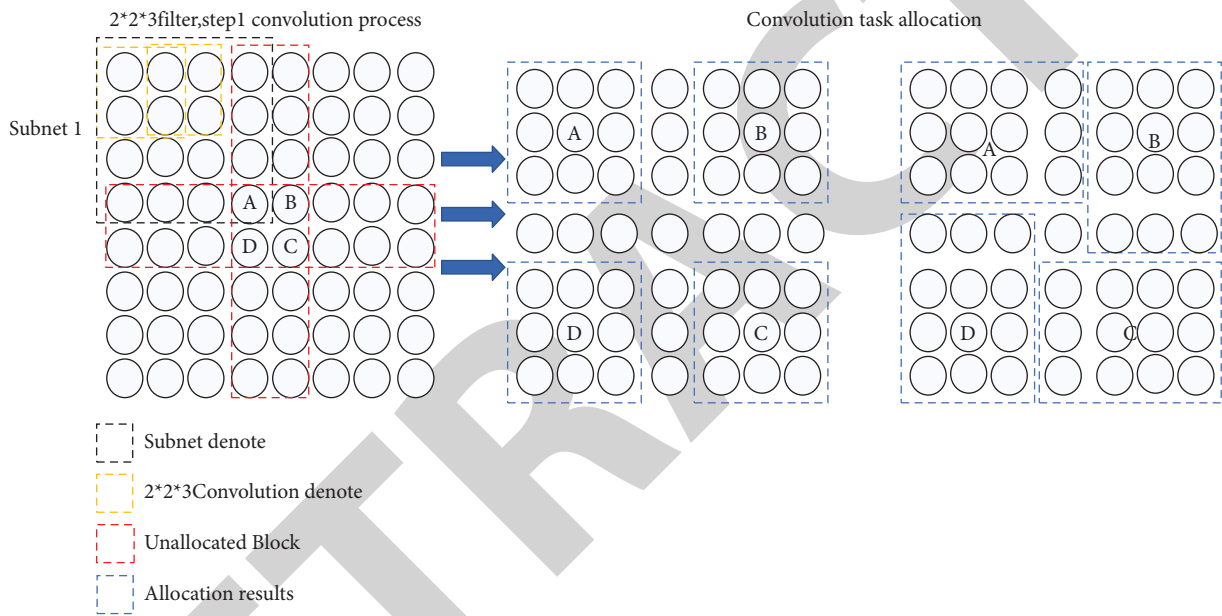 2*2*3filter,step1 convolution process
Convolution task allocation
Subnet 1
A B
D C
A
B
D
C
A
B
D
C
Subnet denote
2*2*3Convolution denote
Unallocated Block
Allocation results
TRACT